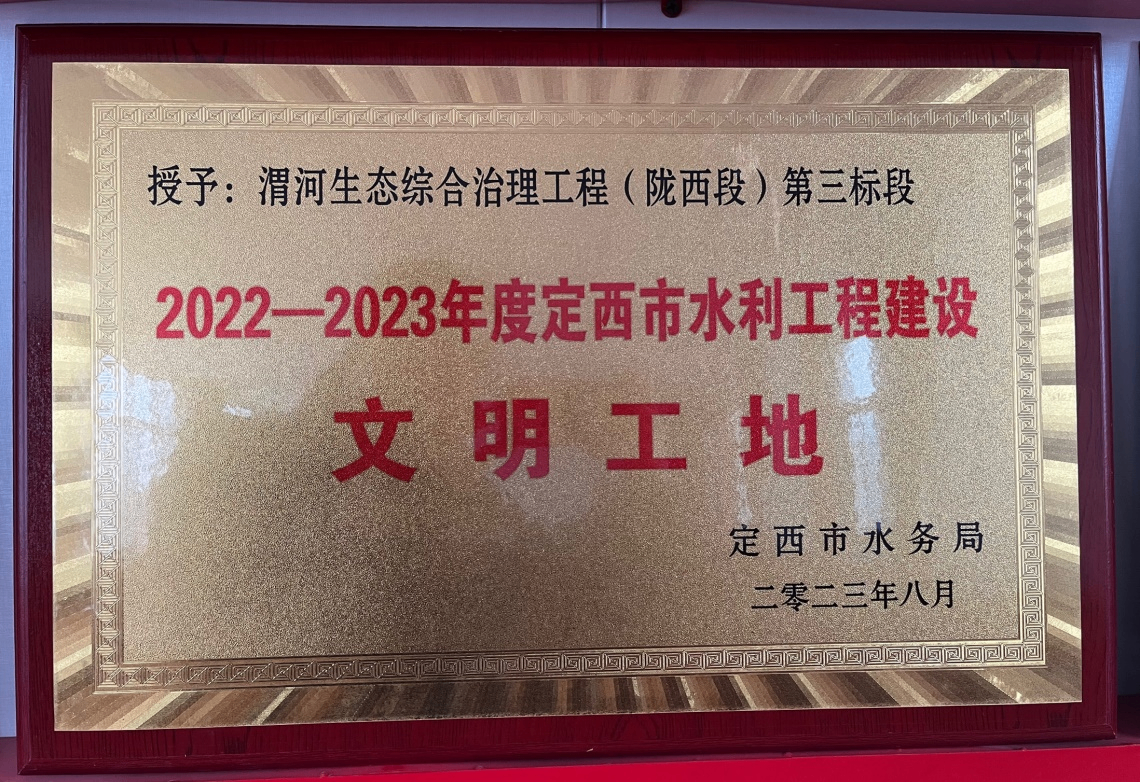 授予：渭河生态综合治理工程（陇西段）第三标段
2022—2023年度定西市水利工程建设
文明工地
定西市水务局
二零二三年八月